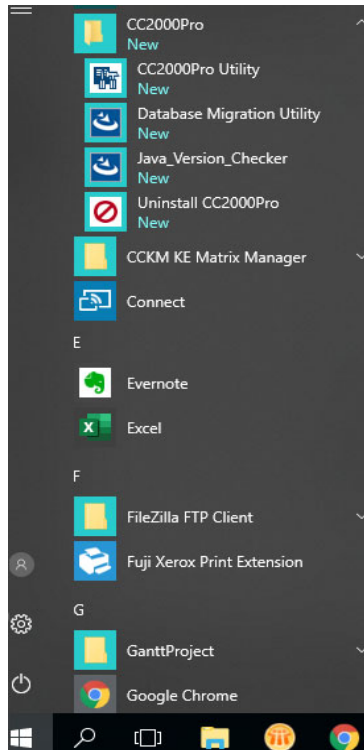 CC2000Pro
New
CC2000Pro Utility
New
Database Migration Utility
New
Java_Version_Checker
New
Uninstall CC2000Pro
New
CCKM KE Matrix Manager
Connect
E
Evernote
X
Excel
F
FileZilla FTP Client
Fuji Xerox Print Extension
G
GanttProject
Google Chrome